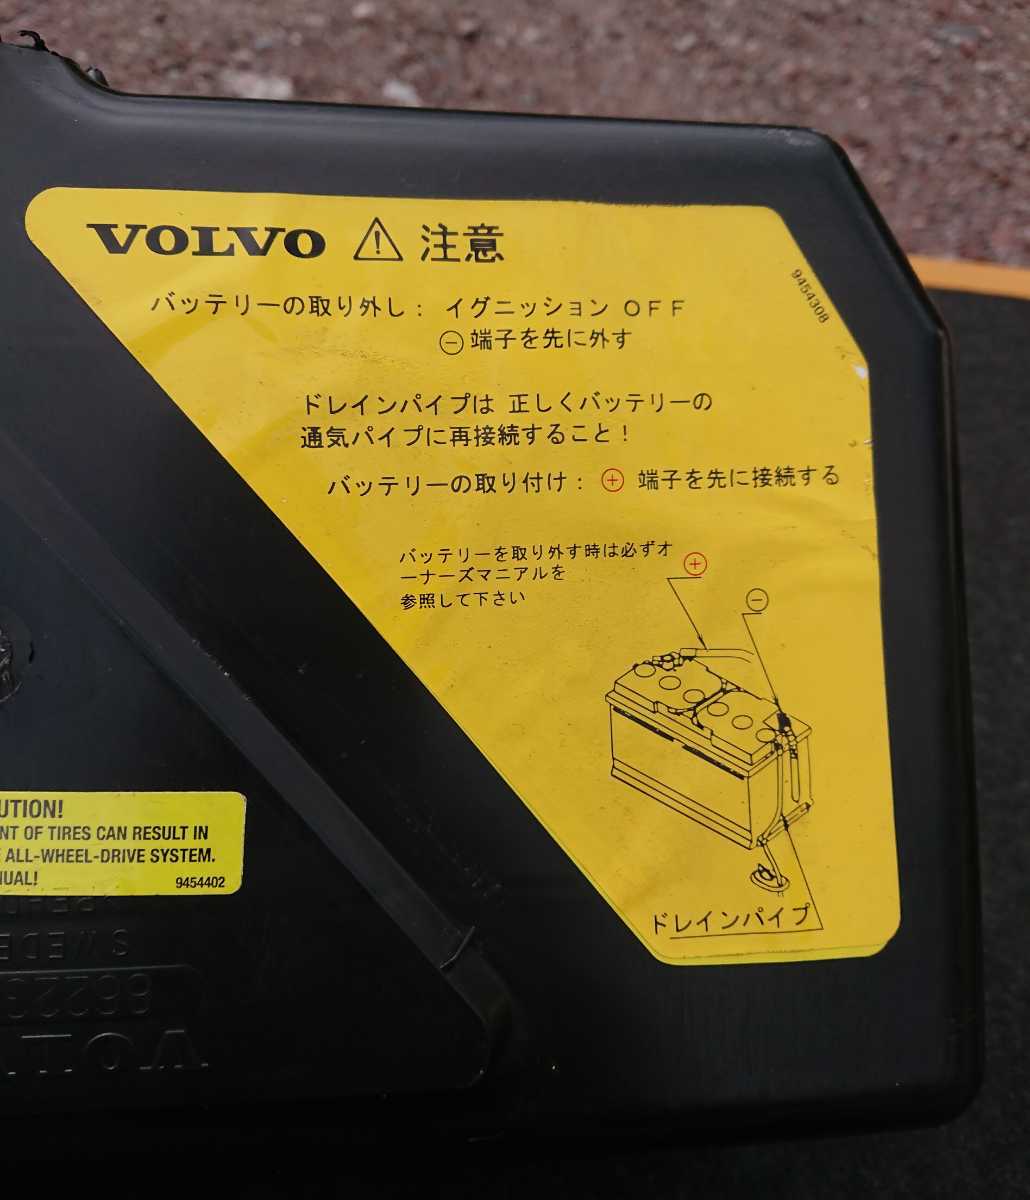 VOLVO ⚠ 注意
9454308
バッテリーの取り外し： イグニッション OFF
⊖端子を先に外す
ドレインパイプは 正しくバッテリーの
通気パイプに再接続すること！
バッテリーの取り付け： ⊕ 端子を先に接続する
バッテリーを取り外す時は必ずオ
ーナーズマニアルを
参照して下さい
⊕
⊖
ドレインパイプ
UTION!
NT OF TIRES CAN RESULT IN
ALL-WHEEL-DRIVE SYSTEM.
NUAL!
9454402
SWEDE